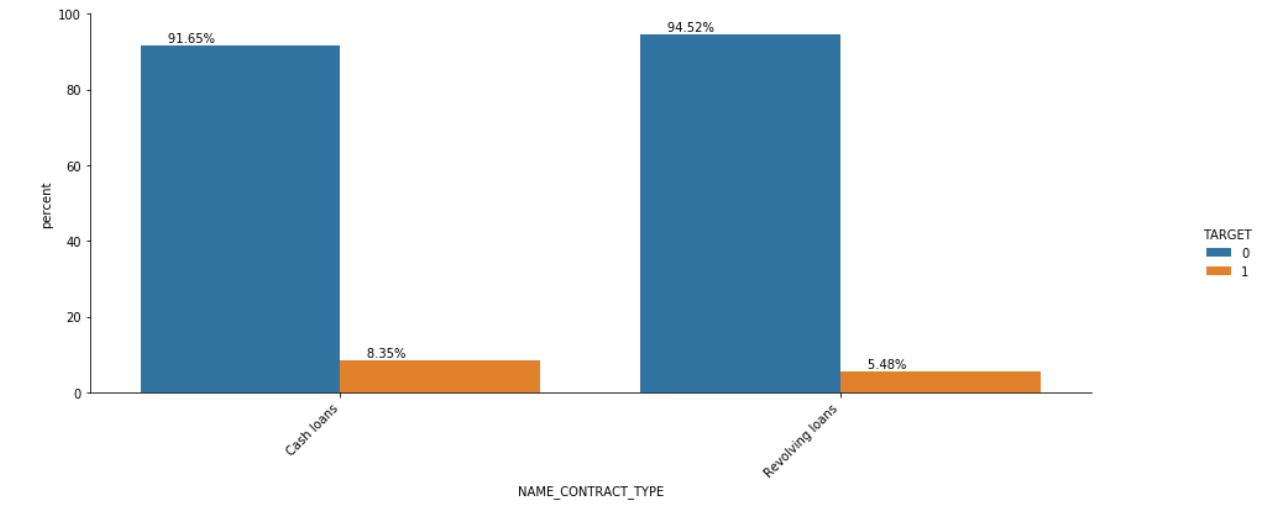 100
80
60
40
20
0
percent
91.65%
8.35%
94.52%
5.48%
Cash loans
Revolving loans
NAME_CONTRACT_TYPE
TARGET
0
1